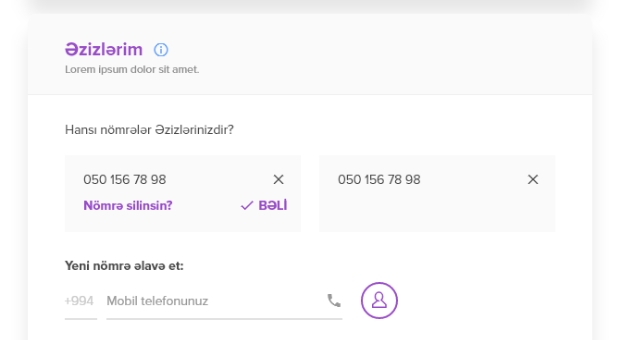 Əzizlərim
Lorem ipsum dolor sit amet.
Hansı nömrələr Əzizlərinizdir?
050 156 78 98
050 156 78 98
Nömrə silinsin?
BƏLİ
Yeni nömrə əlavə et:
+994 Mobil telefonunuz